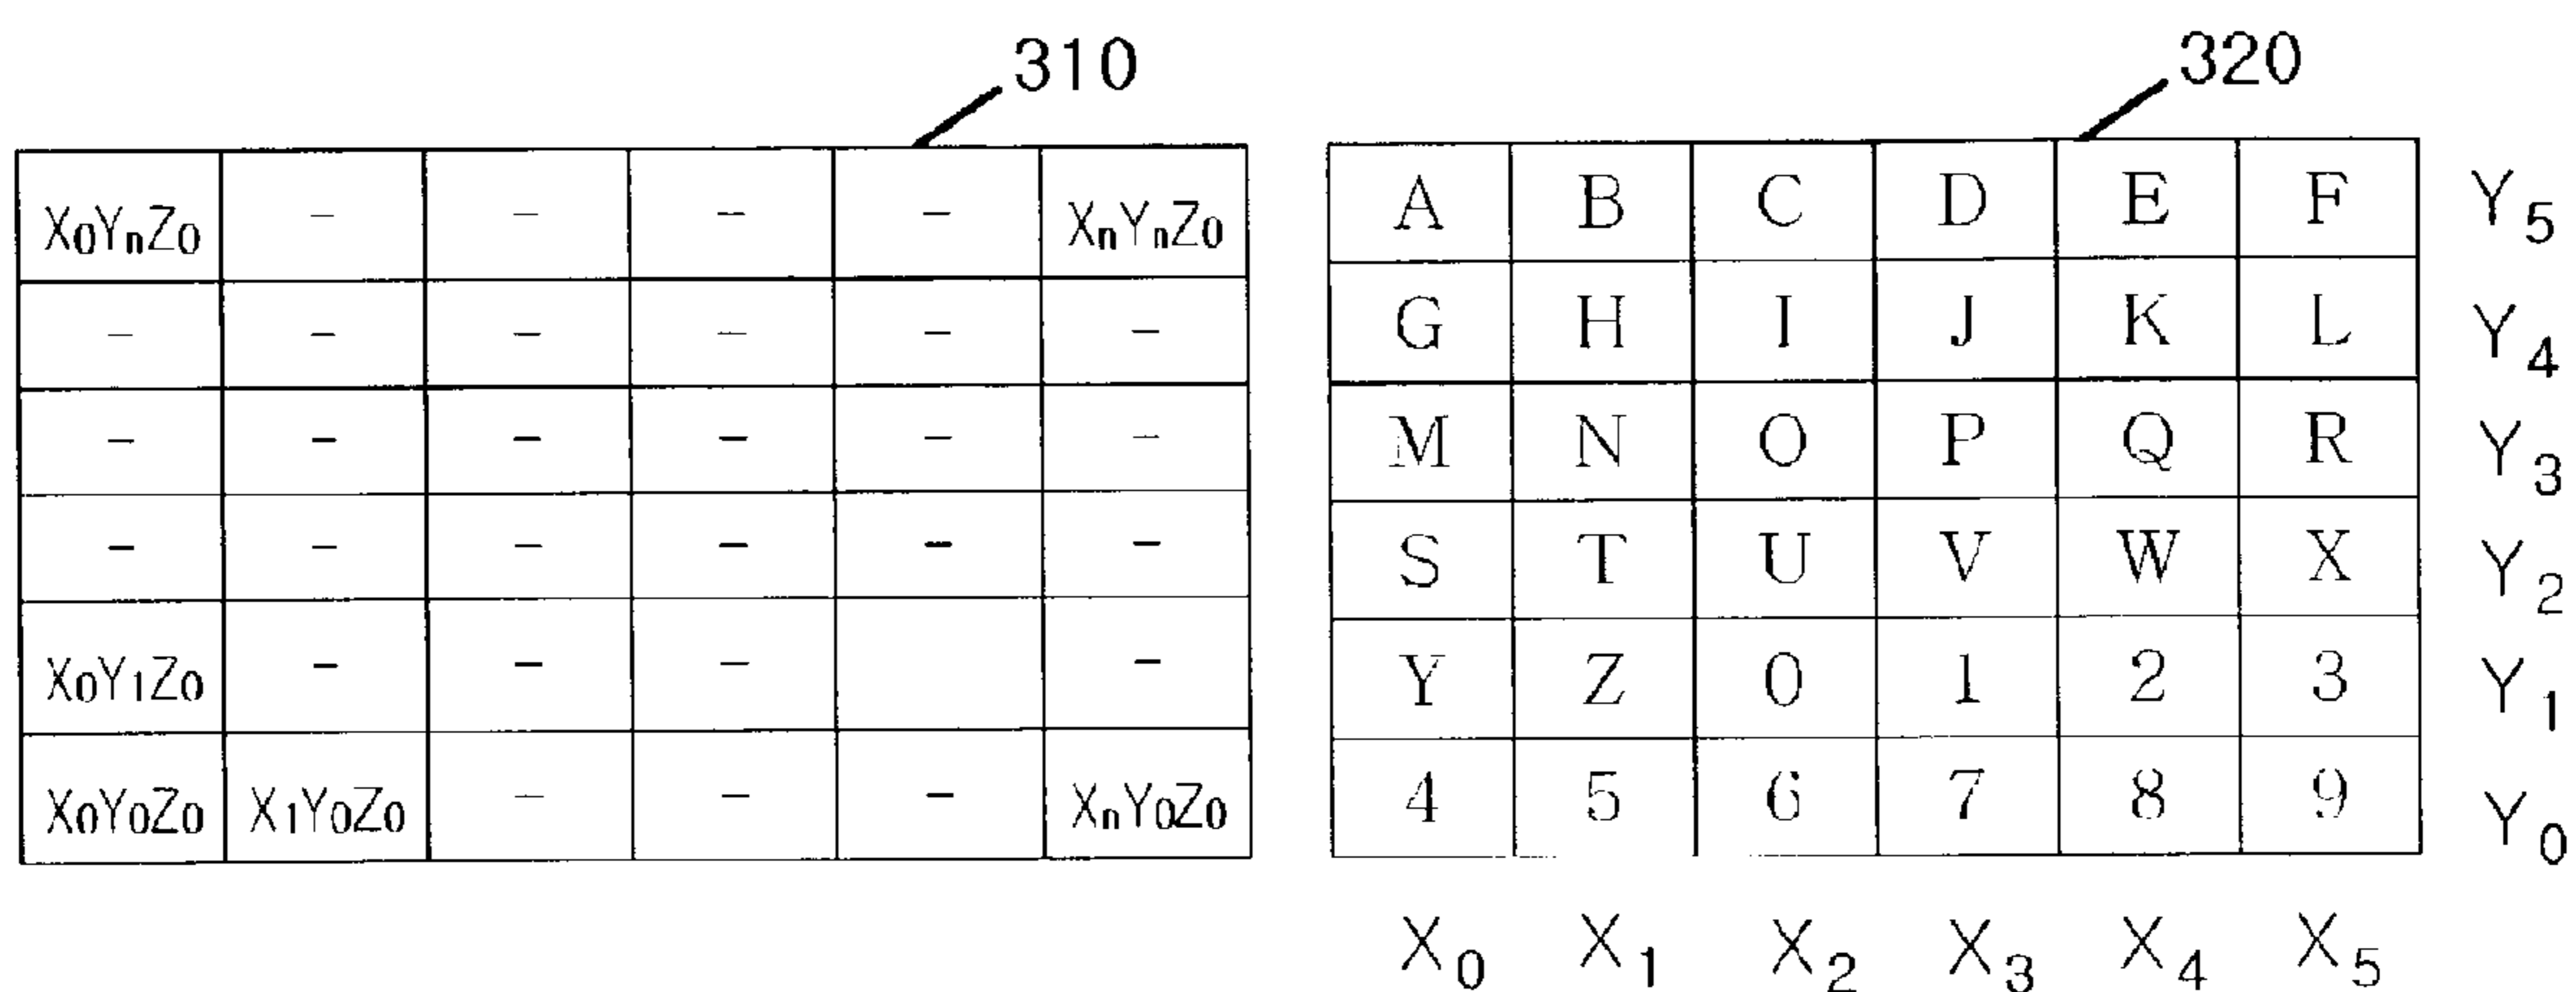 310
320
X₀YₙZ₀ - - - - XₙYₙZ₀
- - - - - -
- - - - - -
- - - - - -
X₀Y₁Z₀ - - - -
X₀Y₀Z₀ X₁Y₀Z₀ - - - XₙY₀Z₀
A B C D E F Y₅
G H I J K L Y₄
M N O P Q R Y₃
S T U V W X Y₂
Y Z 0 1 2 3 Y₁
4 5 6 7 8 9 Y₀
X₀ X₁ X₂ X₃ X₄ X₅